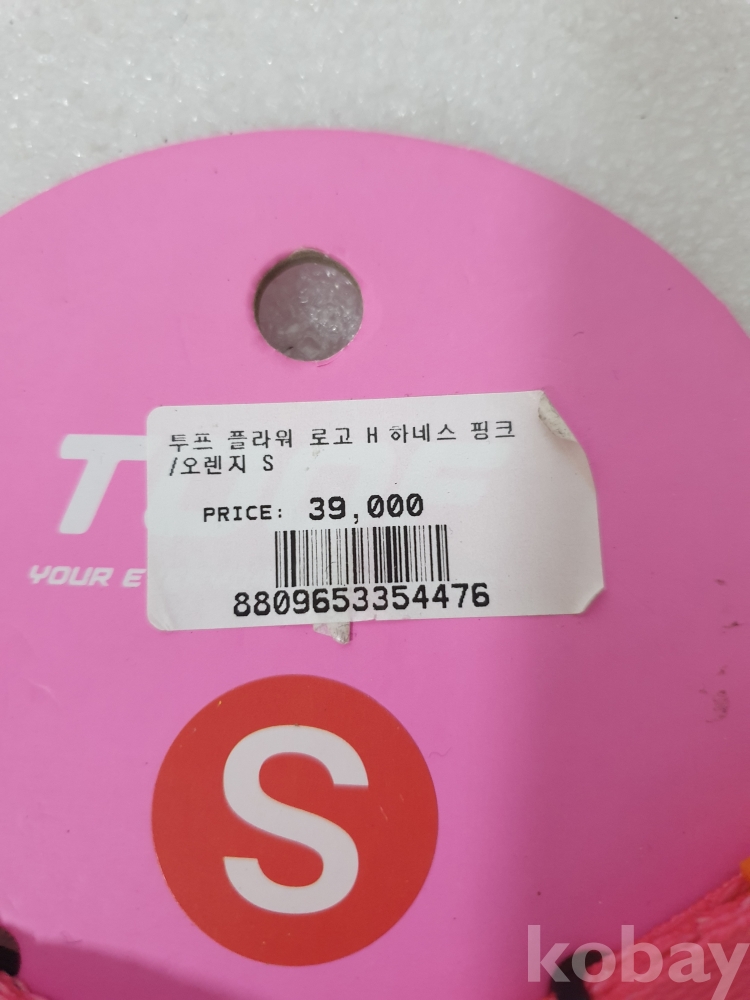 투프 플라워 로고 H 하네스 핑크
/오렌지 S
PRICE: 39,000
8809653354476
YOUR
S
kobay